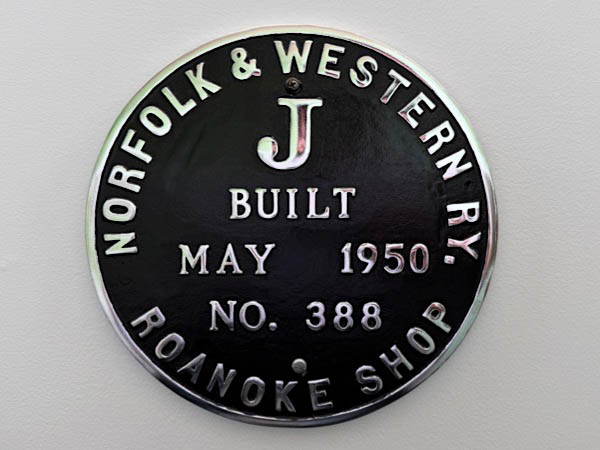 NORFOLK & WESTERN RY.
J
BUILT
MAY 1950
NO. 388
ROANOKE SHOP